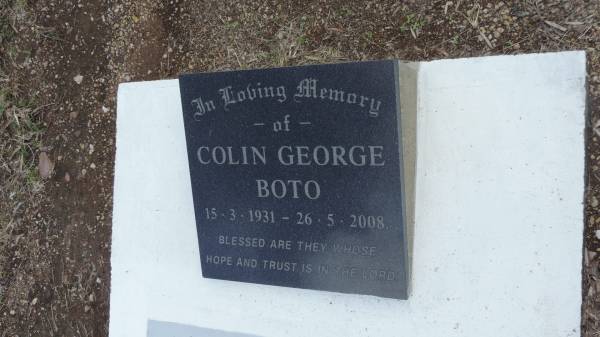 In Loving Memory
- of -
COLIN GEORGE
BOTO
15 · 3 · 1931 - 26 · 5 · 2008
BLESSED ARE THEY WHOSE
HOPE AND TRUST IS IN THE LORD